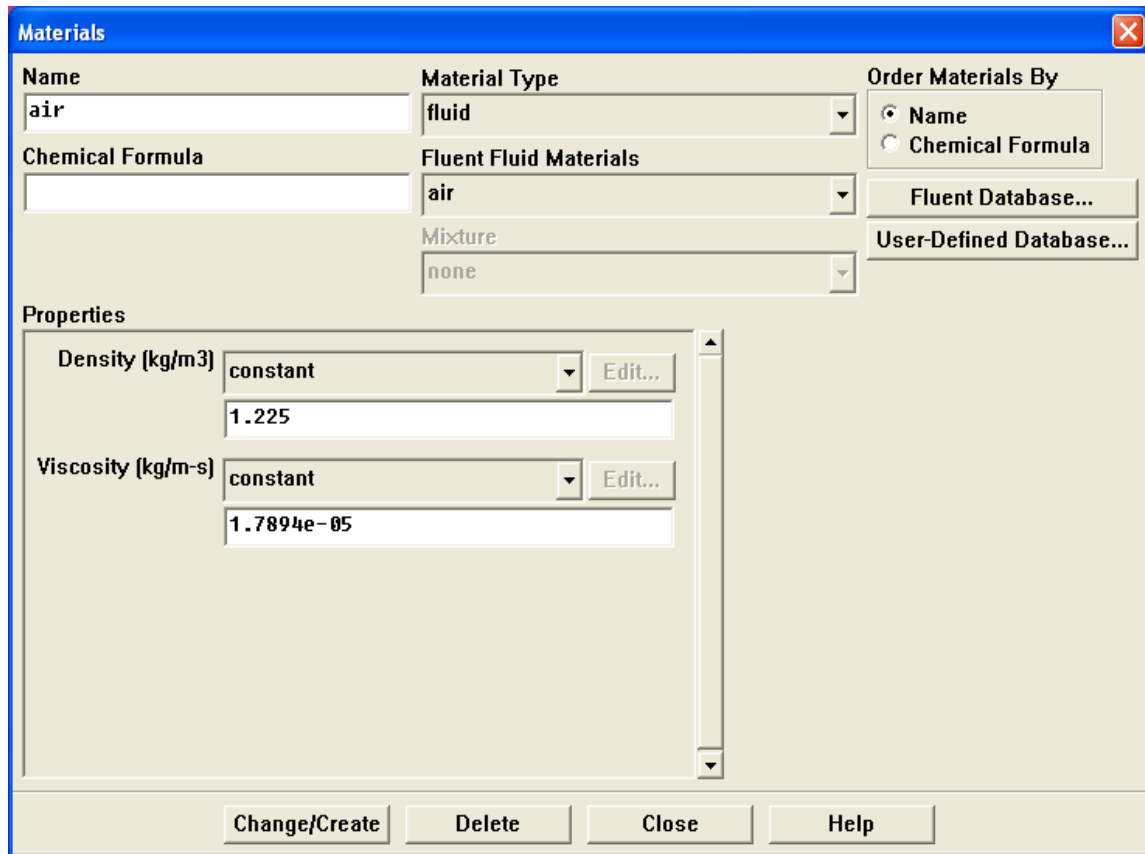 Materials
Name
air
Chemical Formula
Material Type
fluid
Fluent Fluid Materials
air
Mixture
none
Order Materials By
Name
Chemical Formula
Fluent Database...
User-Defined Database...
Properties
Density (kg/m3) constant Edit...
1.225
Viscosity (kg/m-s) constant Edit...
1.7894e-05
Change/Create Delete Close Help